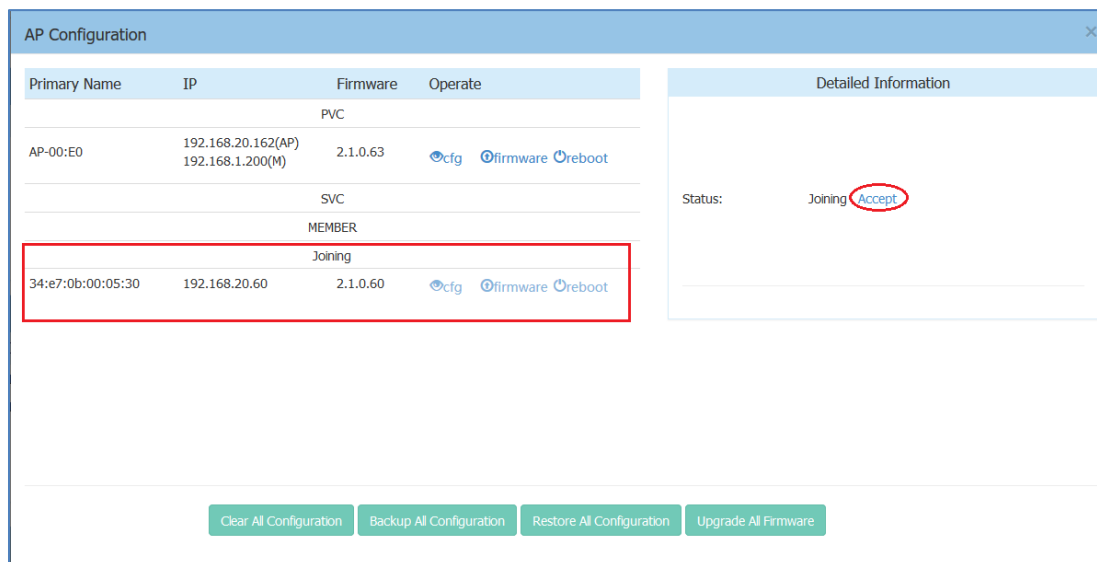 AP Configuration
Primary Name IP Firmware Operate
PVC
AP-00:E0 192.168.20.162(AP) 192.168.1.200(M) 2.1.0.63 cfg firmware reboot
SVC
MEMBER
Joining
34:e7:0b:00:05:30 192.168.20.60 2.1.0.60 cfg firmware reboot
Detailed Information
Status: Joining Accept
Clear All Configuration Backup All Configuration Restore All Configuration Upgrade All Firmware